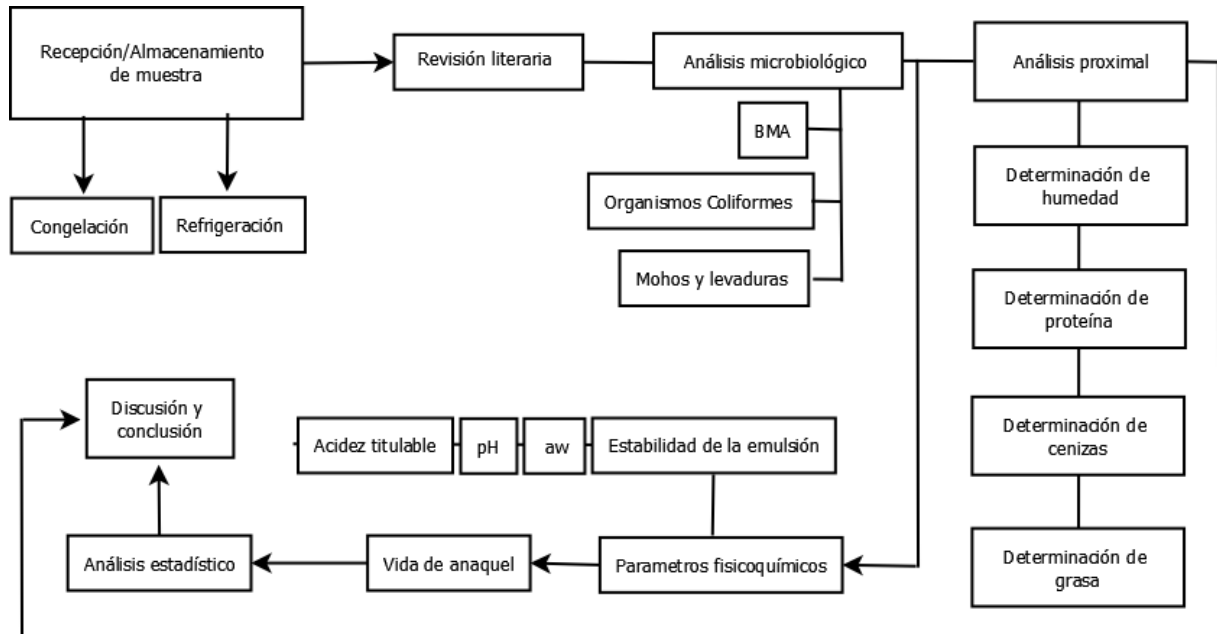 Recepción/Almacenamiento
de muestra
Revisión literaria
Análisis microbiológico
Análisis proximal
BMA
Organismos Coliformes
Mohos y levaduras
Congelación
Refrigeración
Determinación de
humedad
Determinación de
proteína
Determinación de
cenizas
Determinación de
grasa
Discusión y
conclusión
Acidez titulable
pH
aw
Estabilidad de la emulsión
Análisis estadístico
Vida de anaquel
Parametros fisicoquímicos